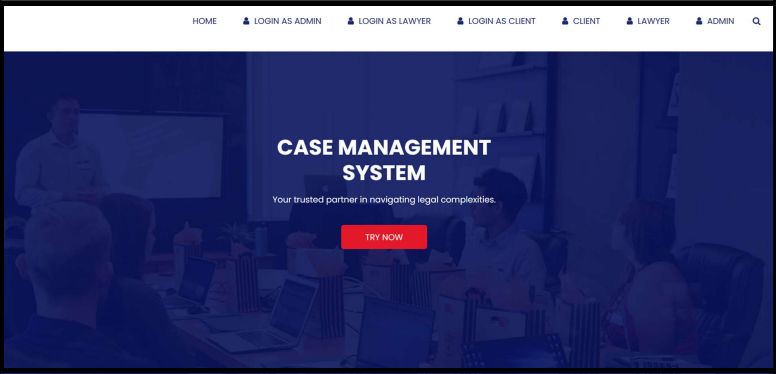 HOME LOGIN AS ADMIN LOGIN AS LAWYER LOGIN AS CLIENT CLIENT LAWYER ADMIN
CASE MANAGEMENT
SYSTEM
Your trusted partner in navigating legal complexities.
TRY NOW